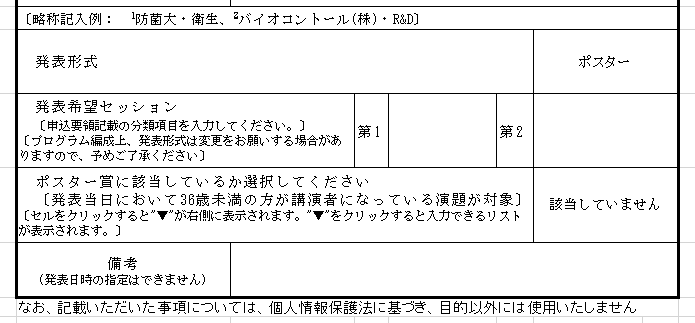 〔略称記入例： ¹防菌大・衛生、²バイオコントロール(株)・R&D〕
発表形式
ポスター
発表希望セッション
〔申込要領記載の分類項目を入力してください。〕
〔プログラム編成上、発表形式は変更をお願いする場合があ
りますので、予めご了承ください〕
第１
第２
ポスター賞に該当しているか選択してください
〔発表当日において36歳未満の方が講演者になっている演題が対象〕
〔セルをクリックすると"▼"が右側に表示されます。"▼"をクリックすると入力できるリスト
が表示されます。〕
該当していません
備考
（発表日時の指定はできません）
なお、記載いただいた事項については、個人情報保護法に基づき、目的以外には使用いたしません